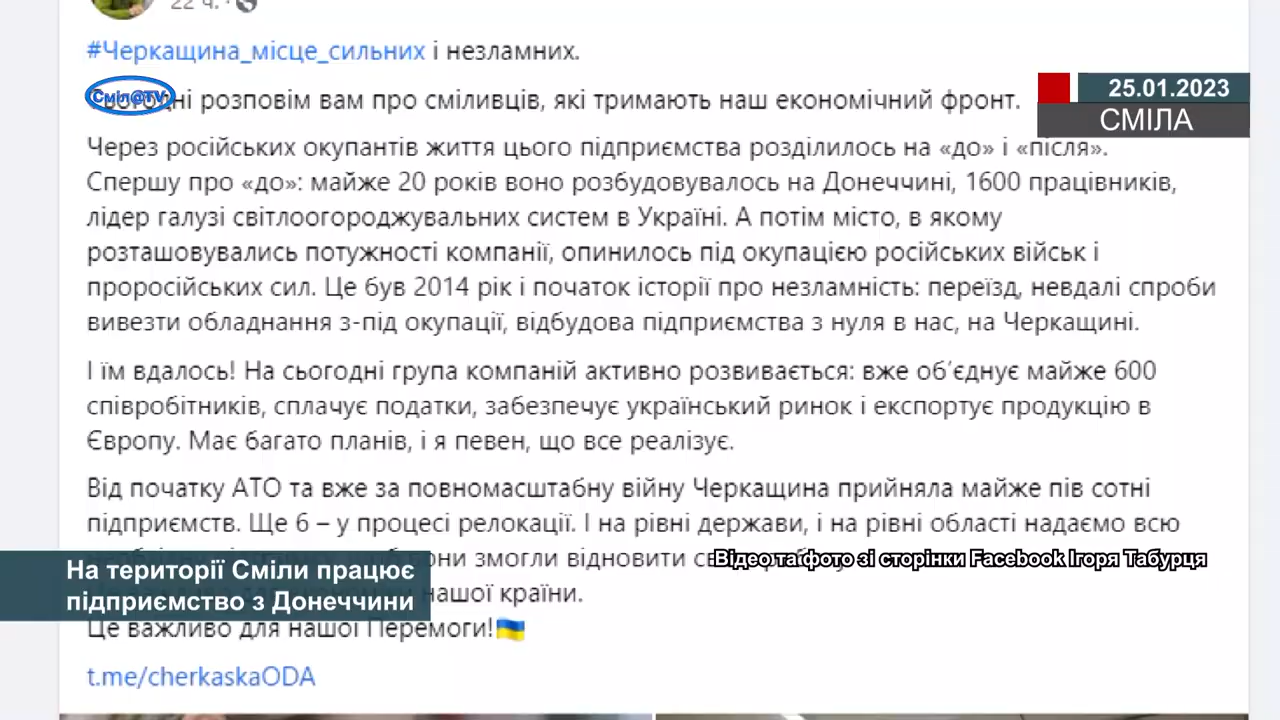 22 ч. ·
#Черкащина_місце_сильних і незламних.
Сміл@TV
розповім вам про сміливців, які тримають наш економічний фронт.
25.01.2023
СМІЛА
Через російських окупантів життя цього підприємства розділилось на «до» і «після».
Спершу про «до»: майже 20 років воно розбудовувалось на Донеччині, 1600 працівників,
лідер галузі світлоогороджувальних систем в Україні. А потім місто, в якому
розташовувались потужності компанії, опинилось під окупацією російських військ і
проросійських сил. Це був 2014 рік і початок історії про незламність: переїзд, невдалі спроби
вивезти обладнання з-під окупації, відбудова підприємства з нуля в нас, на Черкащині.
І їм вдалось! На сьогодні група компаній активно розвивається: вже об’єднує майже 600
співробітників, сплачує податки, забезпечує український ринок і експортує продукцію в
Європу. Має багато планів, і я певен, що все реалізує.
Від початку АТО та вже за повномасштабну війну Черкащина прийняла майже пів сотні
підприємств. Ще 6 – у процесі релокації. І на рівні держави, і на рівні області надаємо всю
вони змогли відновити
Відео та фото зі сторінки Facebook Ігоря Табурця
На території Сміли працює
підприємство з Донеччини
нашої країни.
Це важливо для нашої Перемоги!🇺🇦
t.me/cherkaskaODA